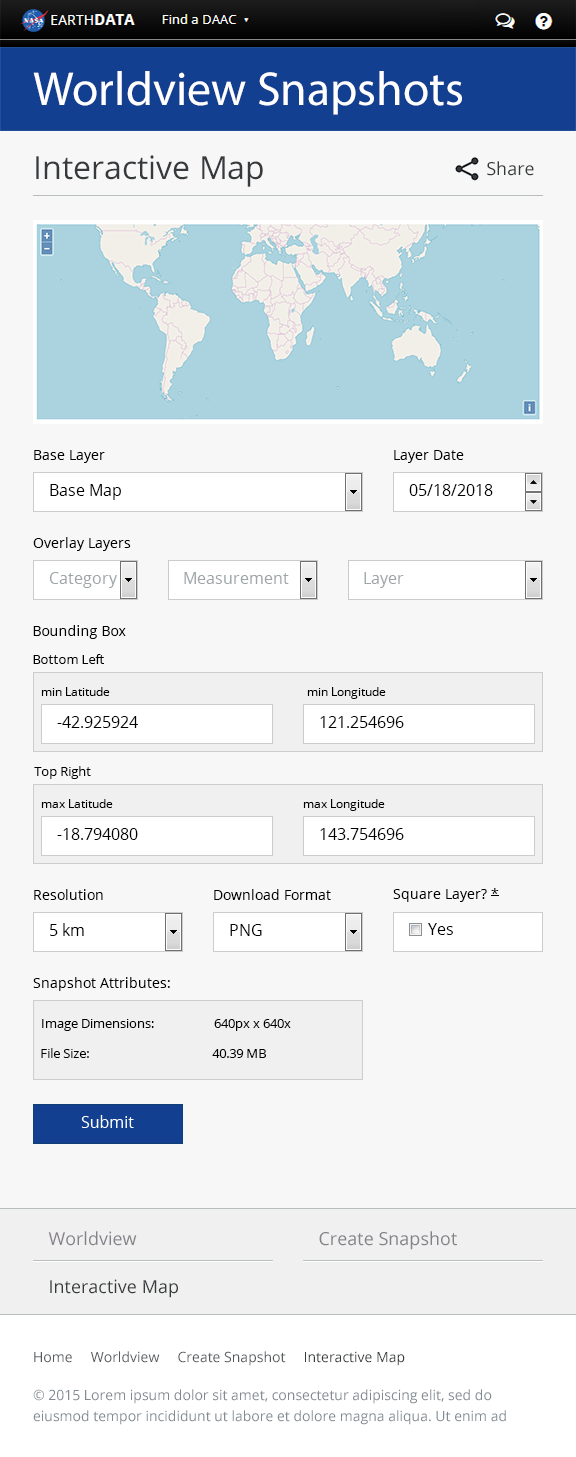 NASA EARTHDATA Find a DAAC ▾ ?
Worldview Snapshots
Interactive Map Share
+
−
i
Base Layer Layer Date
Base Map 05/18/2018
Overlay Layers
Category Measurement Layer
Bounding Box
Bottom Left
min Latitude min Longitude
-42.925924 121.254696
Top Right
max Latitude max Longitude
-18.794080 143.754696
Resolution Download Format Square Layer? *
5 km PNG Yes
Snapshot Attributes:
Image Dimensions: 640px x 640x
File Size: 40.39 MB
Submit
Worldview Create Snapshot
Interactive Map
Home Worldview Create Snapshot Interactive Map
© 2015 Lorem ipsum dolor sit amet, consectetur adipiscing elit, sed do
eiusmod tempor incididunt ut labore et dolore magna aliqua. Ut enim ad